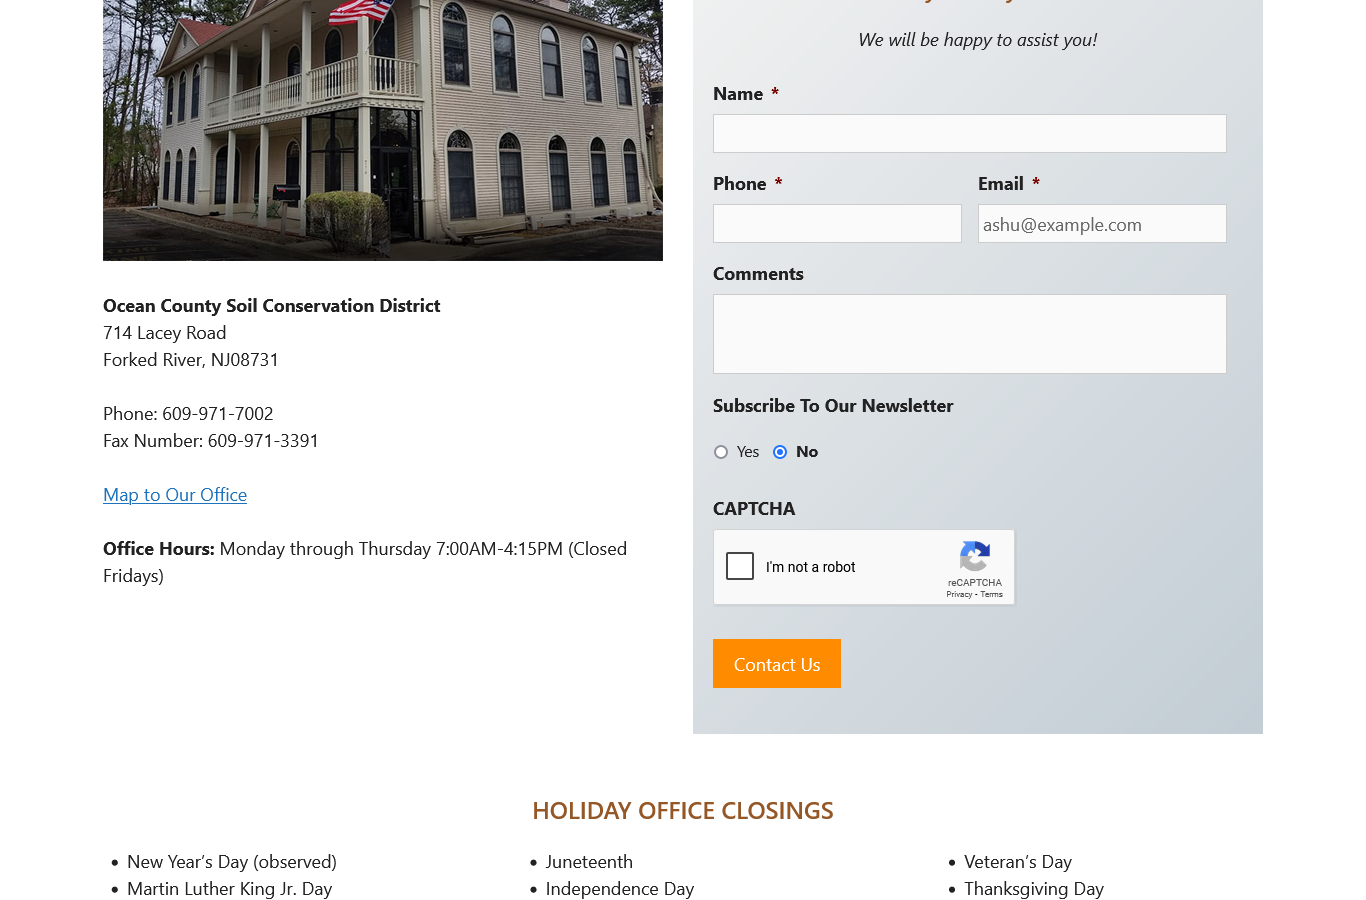 We will be happy to assist you!
Name *
Phone *
Email *
ashu@example.com
Comments
Subscribe To Our Newsletter
Yes
No
CAPTCHA
I'm not a robot
reCAPTCHA
Privacy - Terms
Contact Us
Ocean County Soil Conservation District
714 Lacey Road
Forked River, NJ08731
Phone: 609-971-7002
Fax Number: 609-971-3391
Map to Our Office
Office Hours: Monday through Thursday 7:00AM-4:15PM (Closed
Fridays)
HOLIDAY OFFICE CLOSINGS
• New Year’s Day (observed)
• Martin Luther King Jr. Day
• Juneteenth
• Independence Day
• Veteran’s Day
• Thanksgiving Day